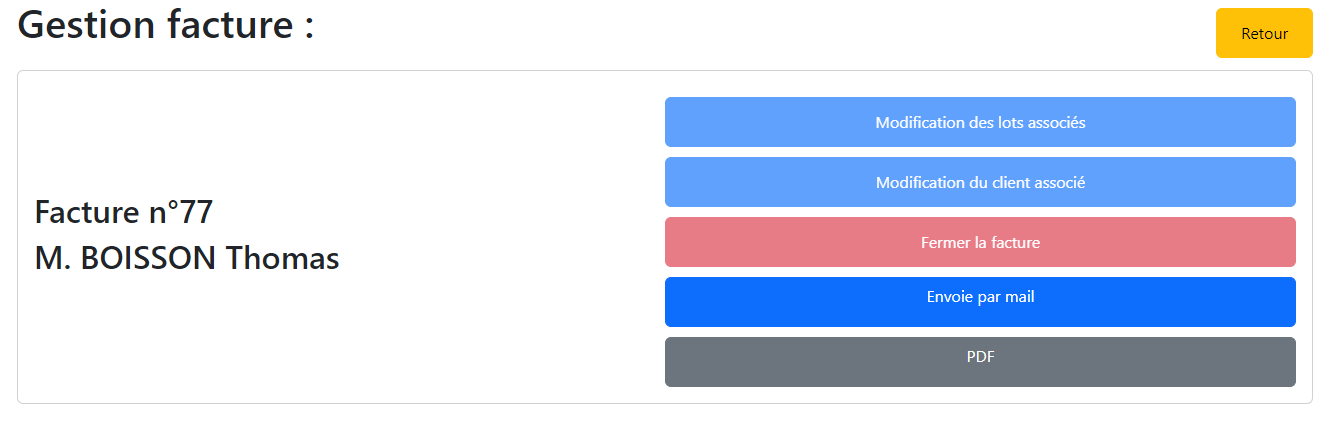 Gestion facture :
Retour
Modification des lots associés
Modification du client associé
Facture n°77
M. BOISSON Thomas
Fermer la facture
Envoie par mail
PDF